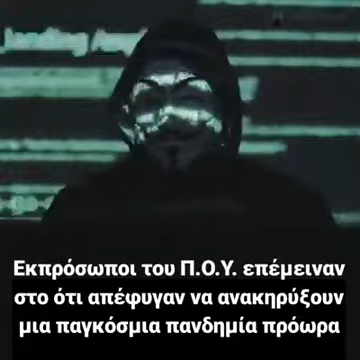 Εκπρόσωποι του Π.Ο.Υ. επέμειναν
στο ότι απέφυγαν να ανακηρύξουν
μια παγκόσμια πανδημία πρόωρα